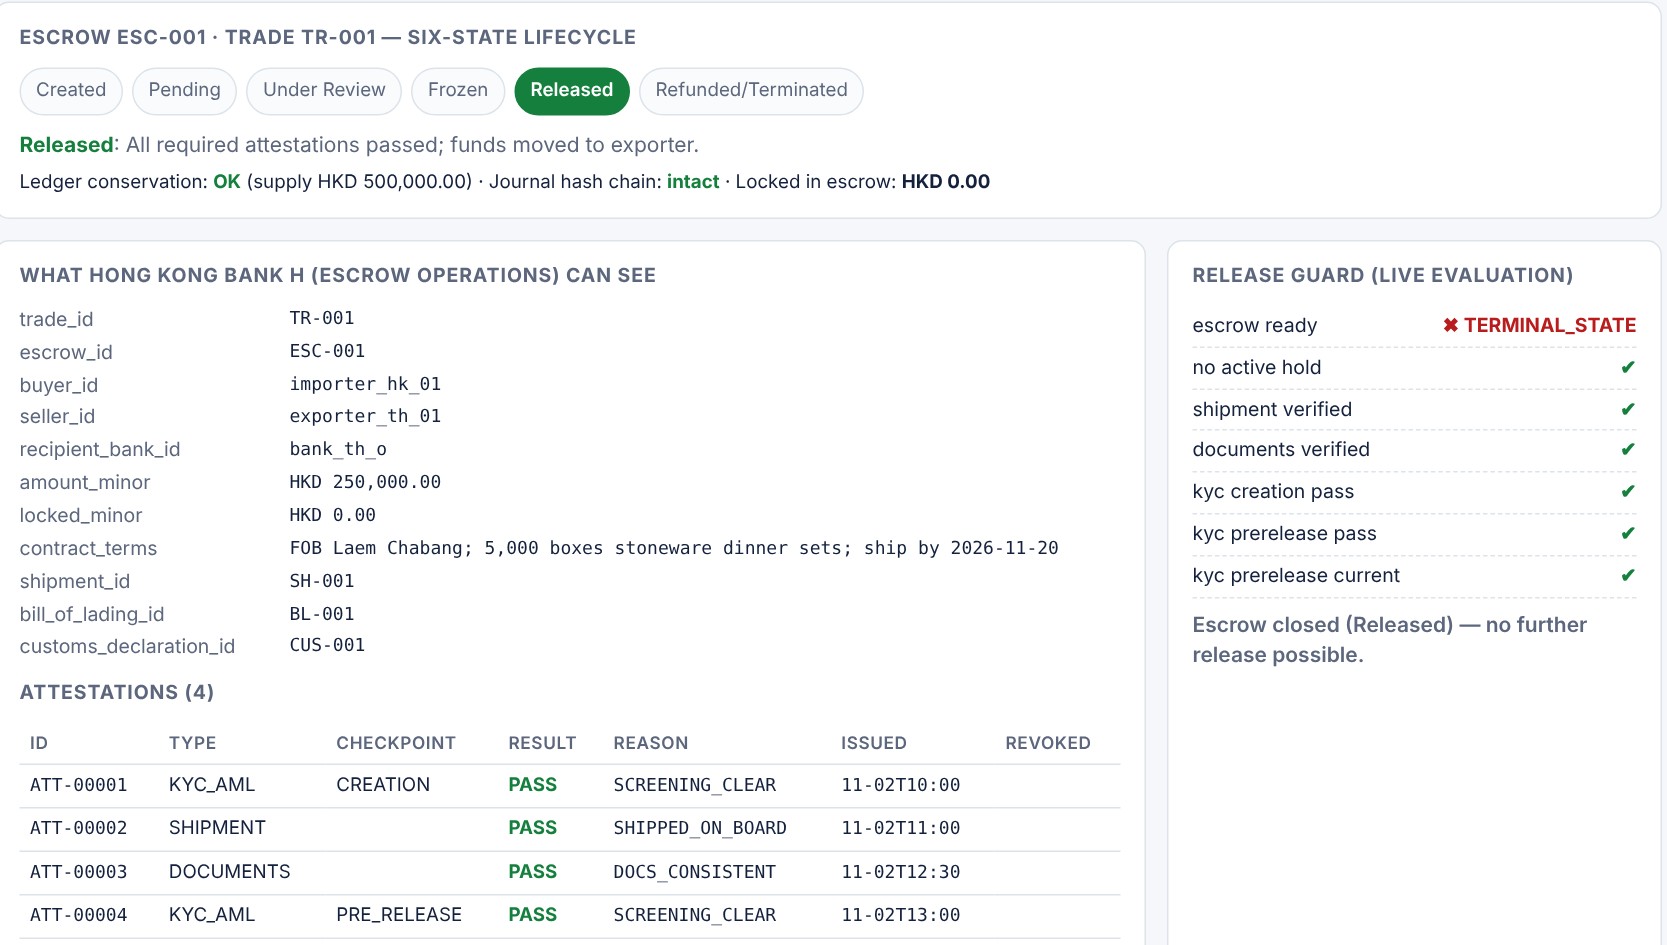 ESCROW ESC-001 · TRADE TR-001 — SIX-STATE LIFECYCLE
Created Pending Under Review Frozen Released Refunded/Terminated
Released: All required attestations passed; funds moved to exporter.
Ledger conservation: OK (supply HKD 500,000.00) · Journal hash chain: intact · Locked in escrow: HKD 0.00
WHAT HONG KONG BANK H (ESCROW OPERATIONS) CAN SEE
trade_id TR-001
escrow_id ESC-001
buyer_id importer_hk_01
seller_id exporter_th_01
recipient_bank_id bank_th_o
amount_minor HKD 250,000.00
locked_minor HKD 0.00
contract_terms FOB Laem Chabang; 5,000 boxes stoneware dinner sets; ship by 2026-11-20
shipment_id SH-001
bill_of_lading_id BL-001
customs_declaration_id CUS-001
ATTESTATIONS (4)
ID TYPE CHECKPOINT RESULT REASON ISSUED REVOKED
ATT-00001 KYC_AML CREATION PASS SCREENING_CLEAR 11-02T10:00
ATT-00002 SHIPMENT PASS SHIPPED_ON_BOARD 11-02T11:00
ATT-00003 DOCUMENTS PASS DOCS_CONSISTENT 11-02T12:30
ATT-00004 KYC_AML PRE_RELEASE PASS SCREENING_CLEAR 11-02T13:00
RELEASE GUARD (LIVE EVALUATION)
escrow ready ✖ TERMINAL_STATE
no active hold ✔
shipment verified ✔
documents verified ✔
kyc creation pass ✔
kyc prerelease pass ✔
kyc prerelease current ✔
Escrow closed (Released) — no further
release possible.